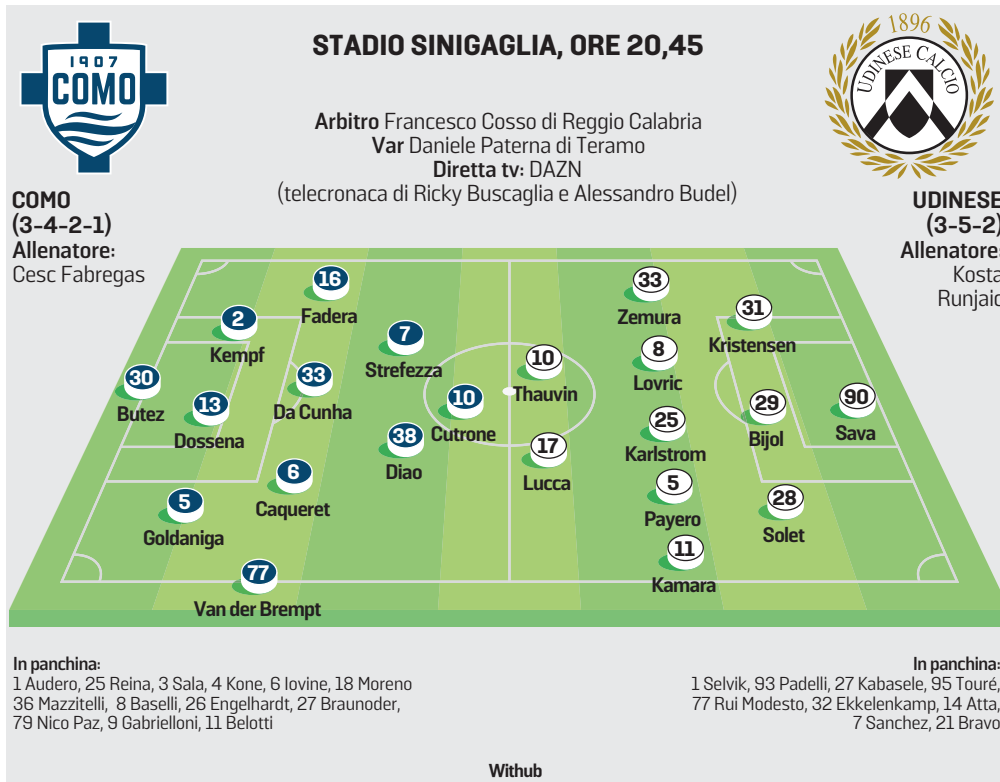 1907
COMO
STADIO SINIGAGLIA, ORE 20,45
1896
UDINESE CALCIO
Arbitro Francesco Cosso di Reggio Calabria
Var Daniele Paterna di Teramo
Diretta tv: DAZN
(telecronaca di Ricky Buscaglia e Alessandro Budel)
COMO
(3-4-2-1)
Allenatore:
Cesc Fabregas
UDINESE
(3-5-2)
Allenatore:
Kosta
Runjaic
16
Fadera
2
Kempf
7
Strefezza
30
Butez
13
Dossena
33
Da Cunha
10
Cutrone
38
Diao
6
Caqueret
5
Goldaniga
77
Van der Brempt
33
Zemura
31
Kristensen
8
Lovric
10
Thauvin
90
Sava
29
Bijol
25
Karlstrom
17
Lucca
5
Payero
28
Solet
11
Kamara
In panchina:
1 Audero, 25 Reina, 3 Sala, 4 Kone, 6 Iovine, 18 Moreno
36 Mazzitelli, 8 Baselli, 26 Engelhardt, 27 Braunoder,
79 Nico Paz, 9 Gabrielloni, 11 Belotti
In panchina:
1 Selvik, 93 Padelli, 27 Kabasele, 95 Touré,
77 Rui Modesto, 32 Ekkelenkamp, 14 Atta,
7 Sanchez, 21 Bravo
Withub